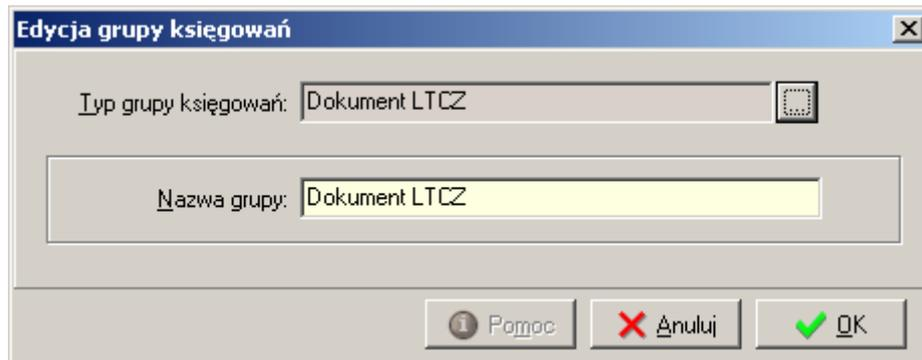 Edycja grupy księgowań
Typ grupy księgowań: Dokument LTCZ
Nazwa grupy: Dokument LTCZ
Pomoc Anuluj OK